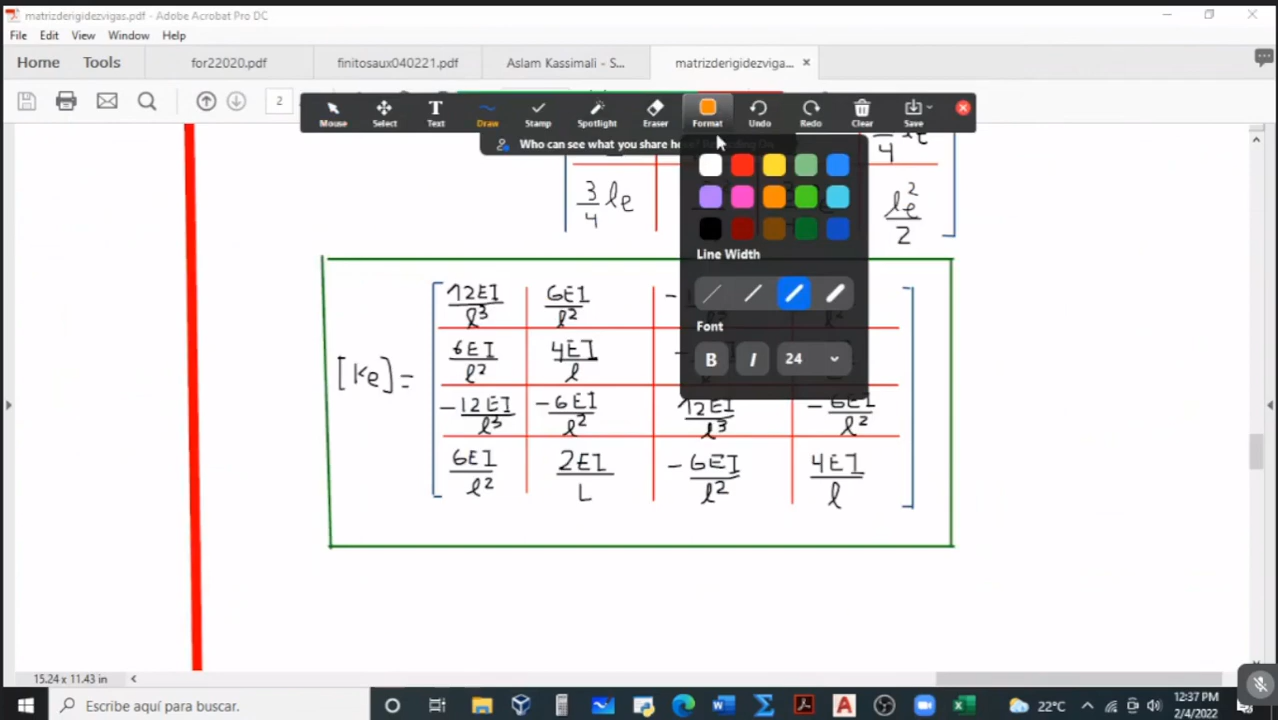 matrizderigidezvigas.pdf - Adobe Acrobat Pro DC
File Edit View Window Help
Home Tools for22020.pdf finitosaux040221.pdf Aslam Kassimali - S... matrizderigidezviga... ×
2
Mouse Select Text Draw Stamp Spotlight Eraser Format Undo Redo Clear Save
Who can see what you share he
3/4 le le²/2
Line Width
Font
B I 24
[Ke]=
12EI/l³ 6EI/l² -
6EI/l² 4EI/l -
-12EI/l³ -6EI/l² 12EI/l³ -6EI/l²
6EI/l² 2EI/L -6EI/l² 4EI/l
15.24 x 11.43 in
Escribe aquí para buscar.
22°C
12:37 PM
2/4/2022